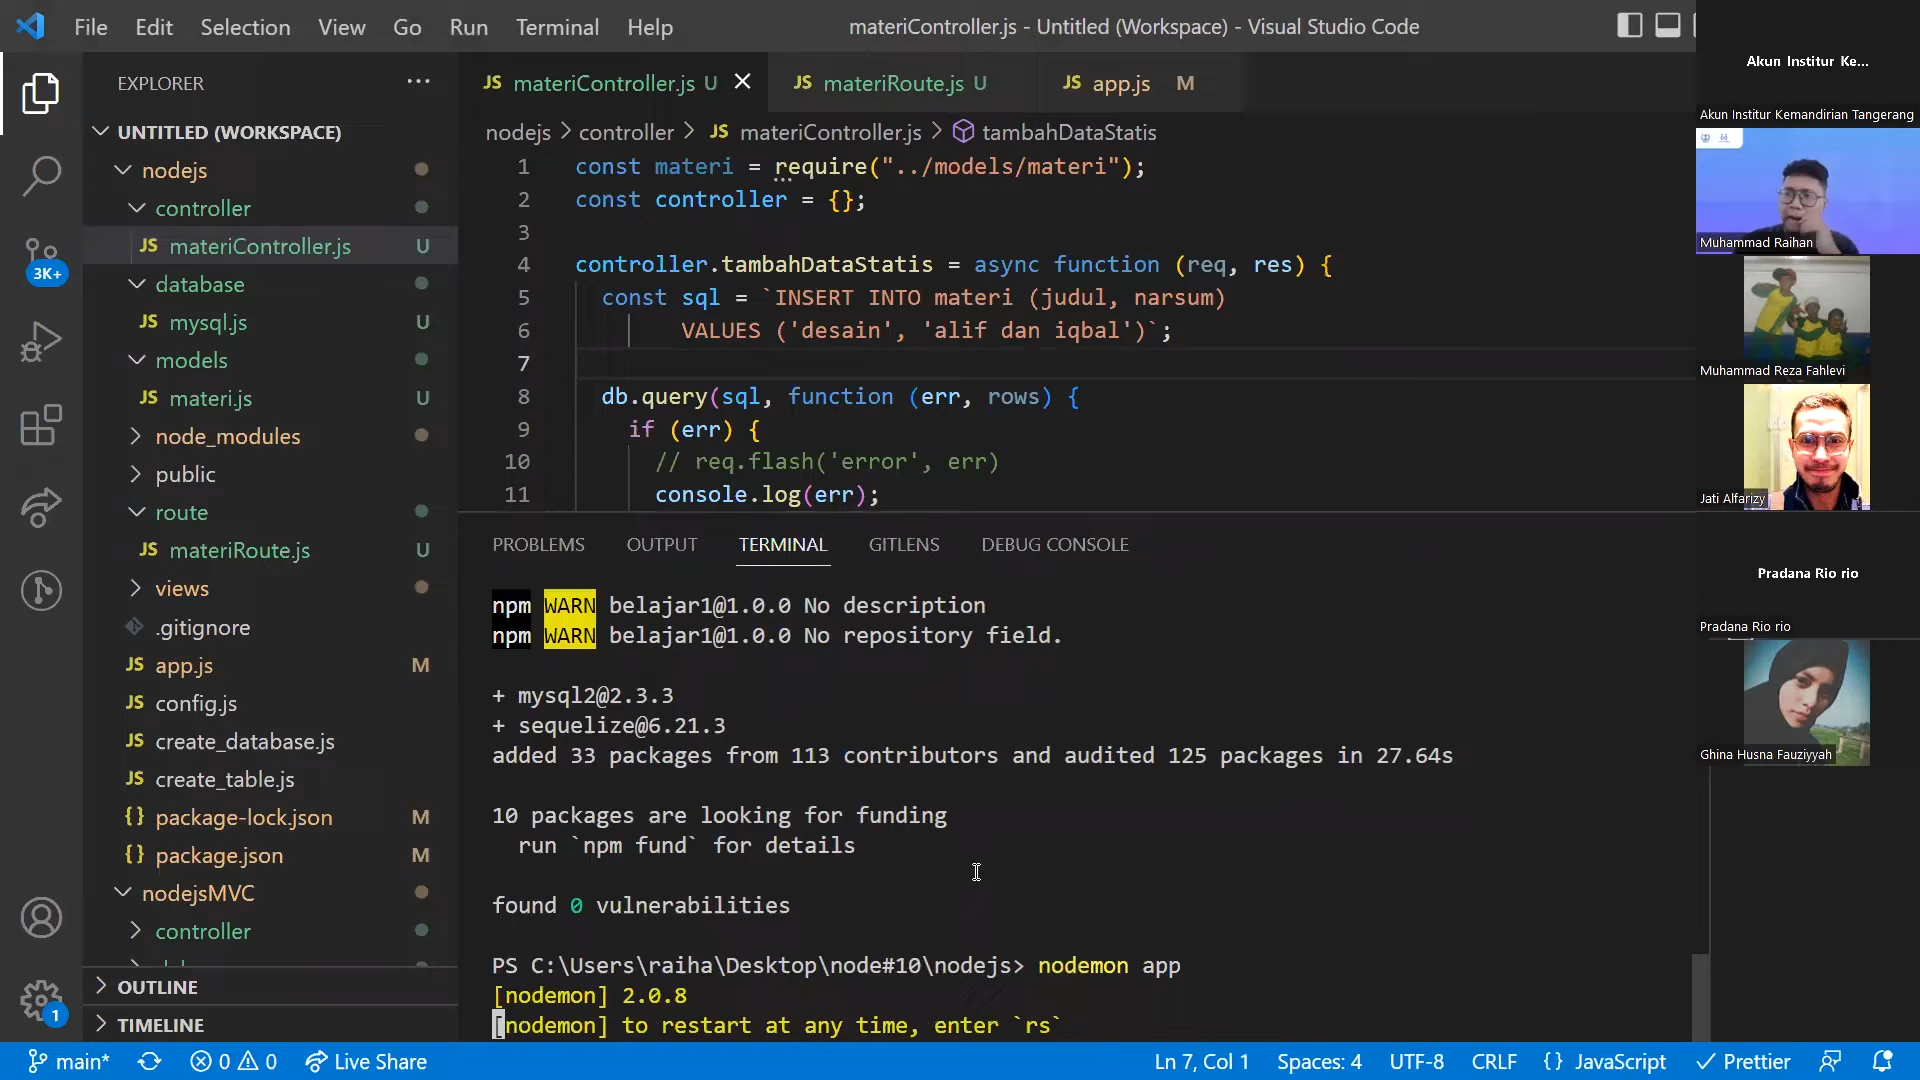 File Edit Selection View Go Run Terminal Help
materiController.js - Untitled (Workspace) - Visual Studio Code
EXPLORER ···
UNTITLED (WORKSPACE)
nodejs
controller
JS materiController.js U
database
JS mysql.js U
models
JS materi.js U
node_modules
public
route
JS materiRoute.js U
views
.gitignore
JS app.js M
JS config.js
JS create_database.js
JS create_table.js
{} package-lock.json M
{} package.json M
nodejsMVC
controller
OUTLINE
TIMELINE
3K+
1
JS materiController.js U
JS materiRoute.js U
JS app.js M
nodejs > controller > JS materiController.js > tambahDataStatis
1 const materi = require("../models/materi");
2 const controller = {};
3
4 controller.tambahDataStatis = async function (req, res) {
5 const sql = `INSERT INTO materi (judul, narsum)
6 VALUES ('desain', 'alif dan iqbal')`;
7
8 db.query(sql, function (err, rows) {
9 if (err) {
10 // req.flash('error', err)
11 console.log(err);
PROBLEMS OUTPUT TERMINAL GITLENS DEBUG CONSOLE
npm WARN belajar1@1.0.0 No description
npm WARN belajar1@1.0.0 No repository field.
+ mysql2@2.3.3
+ sequelize@6.21.3
added 33 packages from 113 contributors and audited 125 packages in 27.64s
10 packages are looking for funding
run `npm fund` for details
found 0 vulnerabilities
PS C:\Users\raiha\Desktop\node#10\nodejs> nodemon app
[nodemon] 2.0.8
[nodemon] to restart at any time, enter `rs`
main* 0 0 Live Share
Ln 7, Col 1 Spaces: 4 UTF-8 CRLF {} JavaScript Prettier
Akun Institur Ke...
Akun Institur Kemandirian Tangerang
Muhammad Raihan
Muhammad Reza Fahlevi
Jati Alfarizy
Pradana Rio rio
Pradana Rio rio
Ghina Husna Fauziyyah